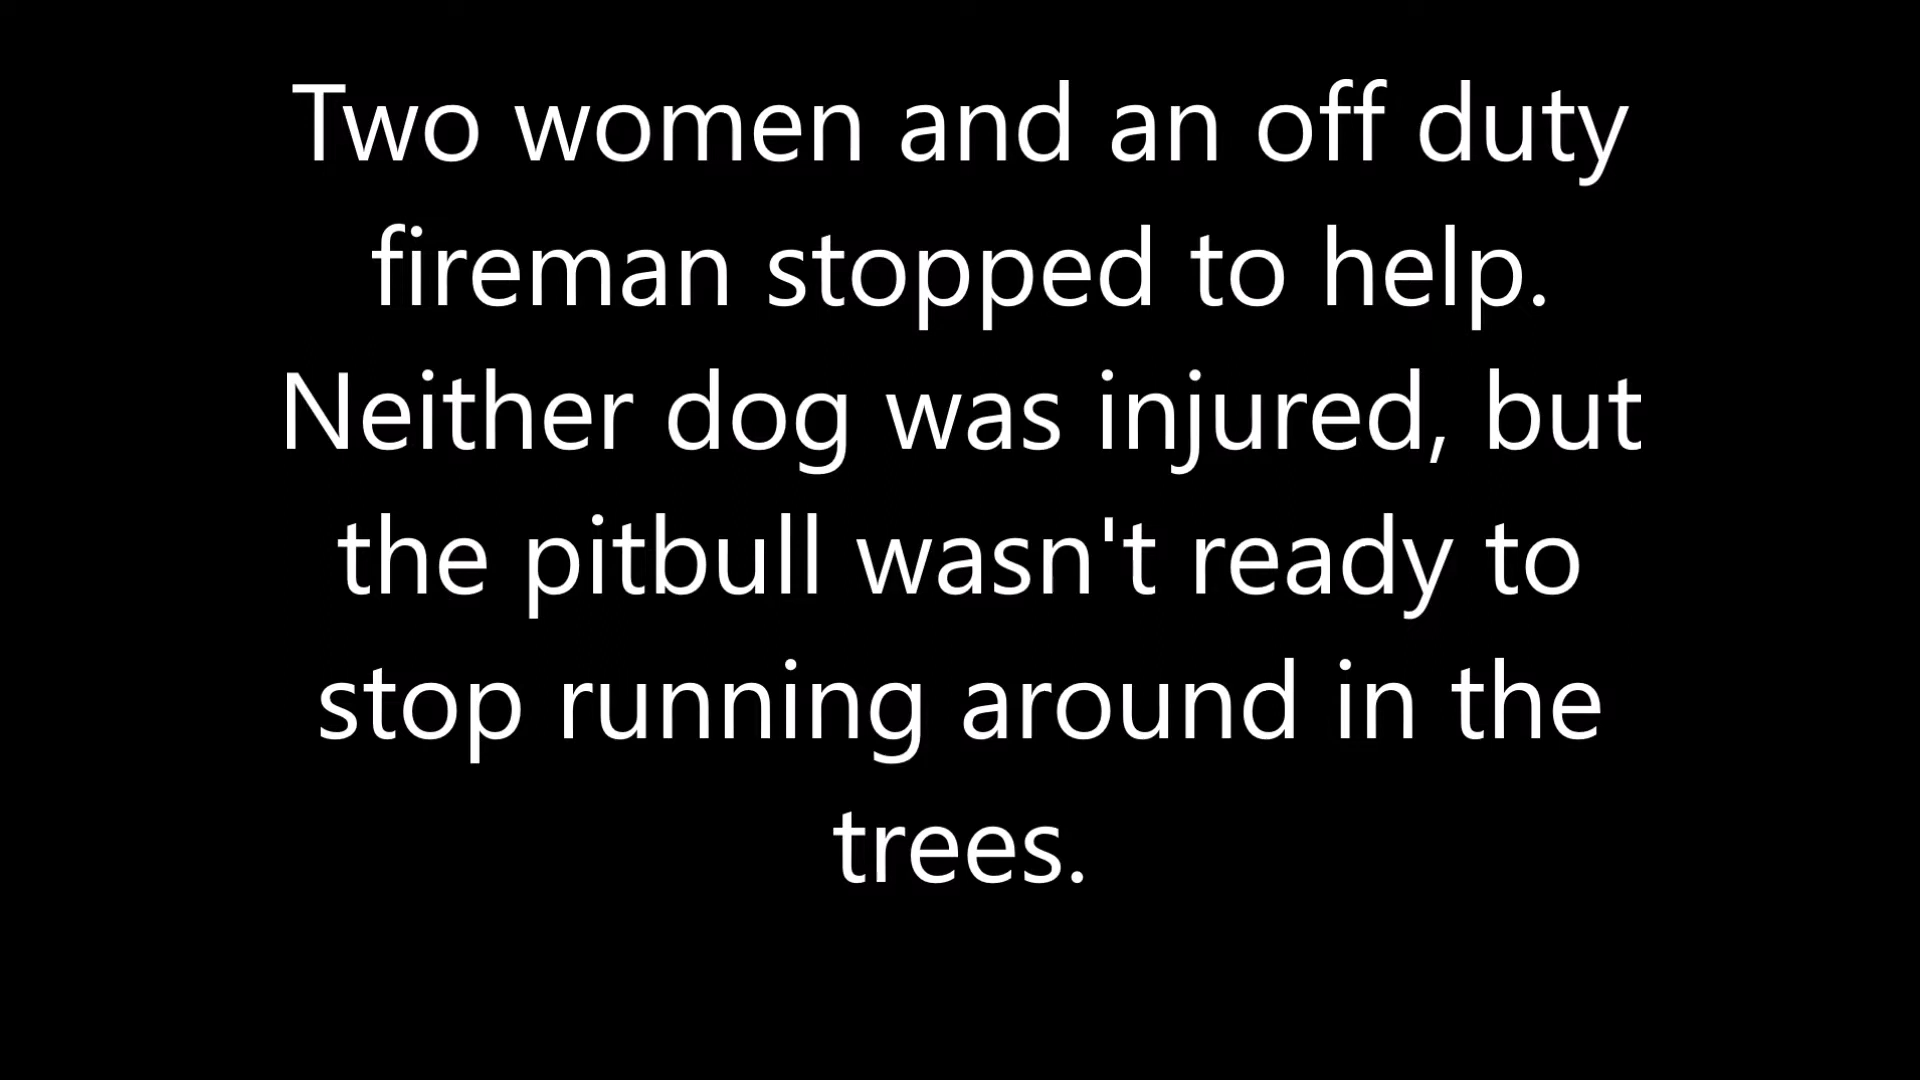 Two women and an off duty
fireman stopped to help.
Neither dog was injured, but
the pitbull wasn't ready to
stop running around in the
trees.